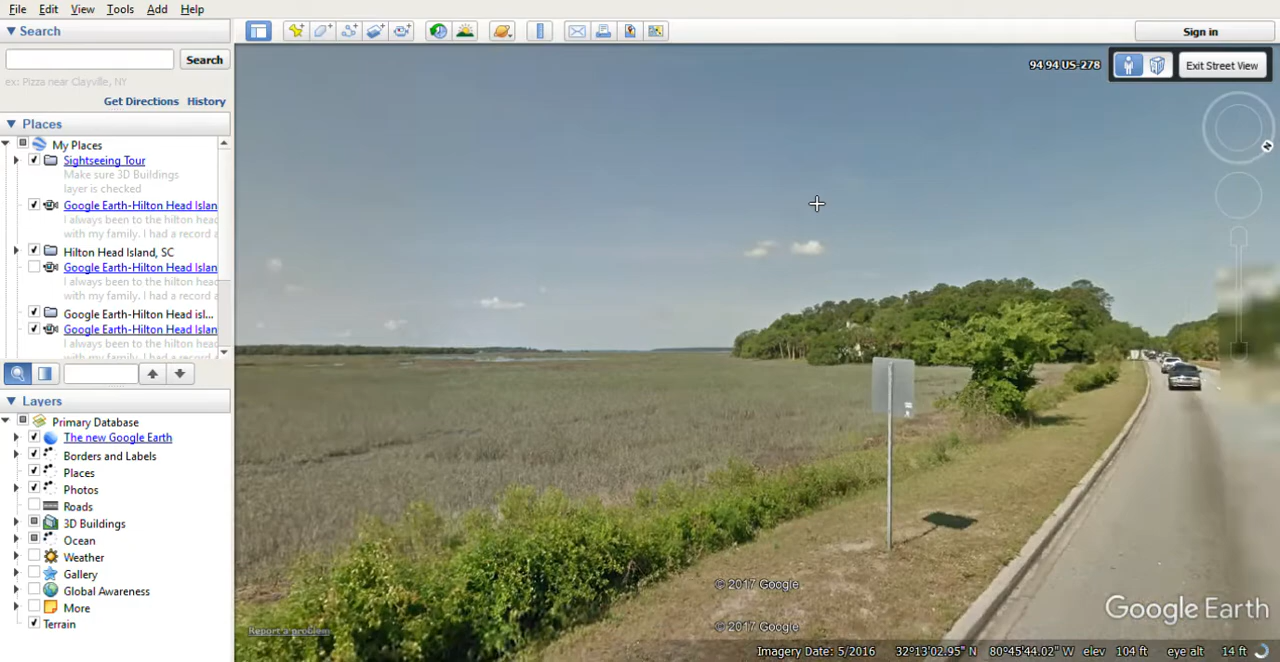 File Edit View Tools Add Help
Search
Sign in
Search
ex: Pizza near Clayville, NY
Get Directions History
Places
My Places
Sightseeing Tour
Make sure 3D Buildings
layer is checked
Google Earth-Hilton Head Islan
I always been to the hilton head
with my family. I had a record a
Hilton Head Island, SC
Google Earth-Hilton Head Islan
I always been to the hilton head
with my family. I had a record a
Google Earth-Hilton Head isl...
Google Earth-Hilton Head Islan
I always been to the hilton head
Layers
Primary Database
The new Google Earth
Borders and Labels
Places
Photos
Roads
3D Buildings
Ocean
Weather
Gallery
Global Awareness
More
Terrain
94 94 US-278
Exit Street View
N
© 2017 Google
© 2017 Google
Report a problem
Google Earth
Imagery Date: 5/2016 32°13'02.95" N 80°45'44.02" W elev 104 ft eye alt 14 ft